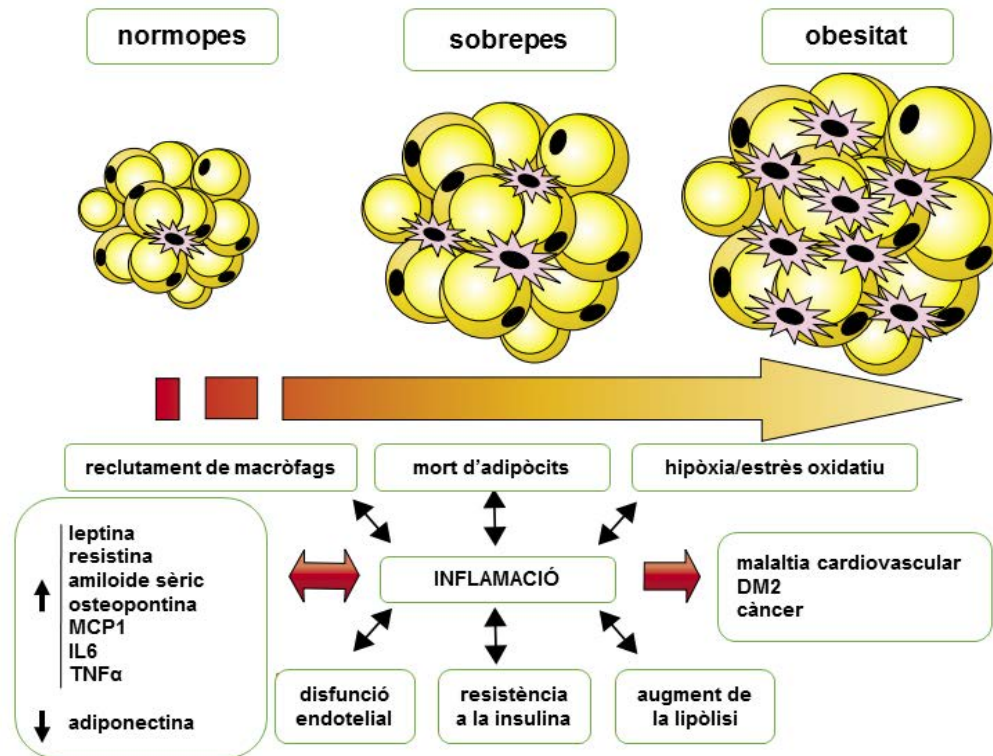 normopes
sobrepes
obesitat
reclutament de macròfags
mort d'adipòcits
hipòxia/estrès oxidatiu
leptina
resistina
amiloide sèric
osteopontina
MCP1
IL6
TNFα
adiponectina
INFLAMACIÓ
malaltia cardiovascular
DM2
càncer
disfunció
endotelial
resistència
a la insulina
augment de
la lipòlisi